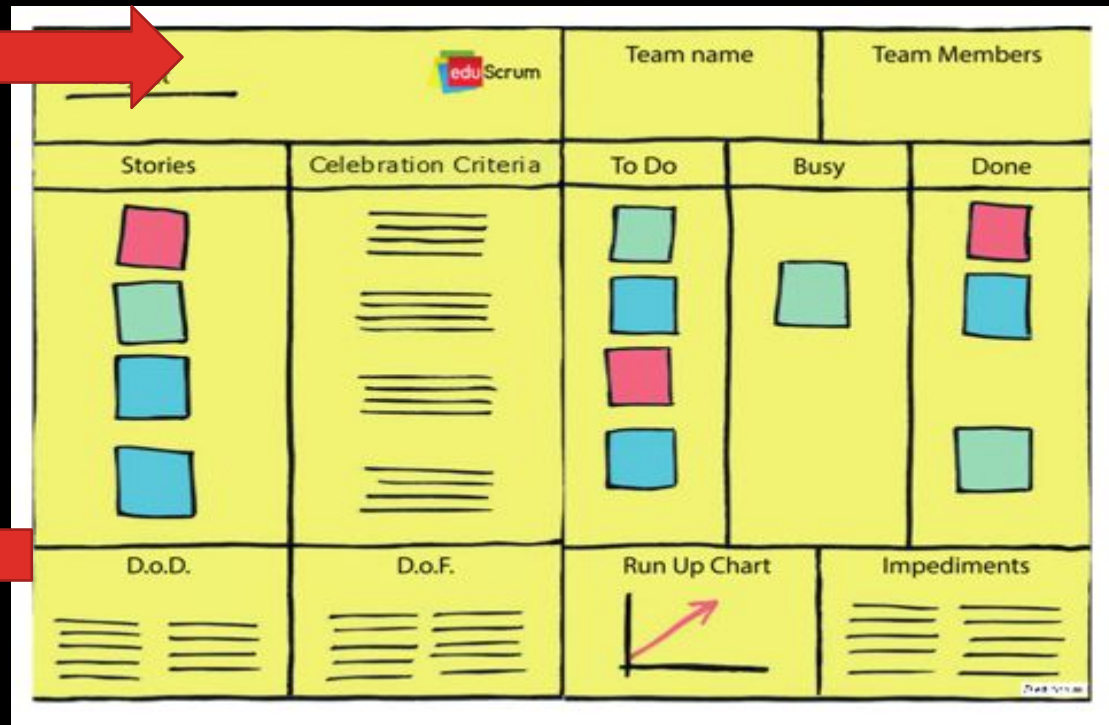 eduScrum
Team name
Team Members
Stories
Celebration Criteria
To Do
Busy
Done
D.o.D.
D.o.F.
Run Up Chart
Impediments